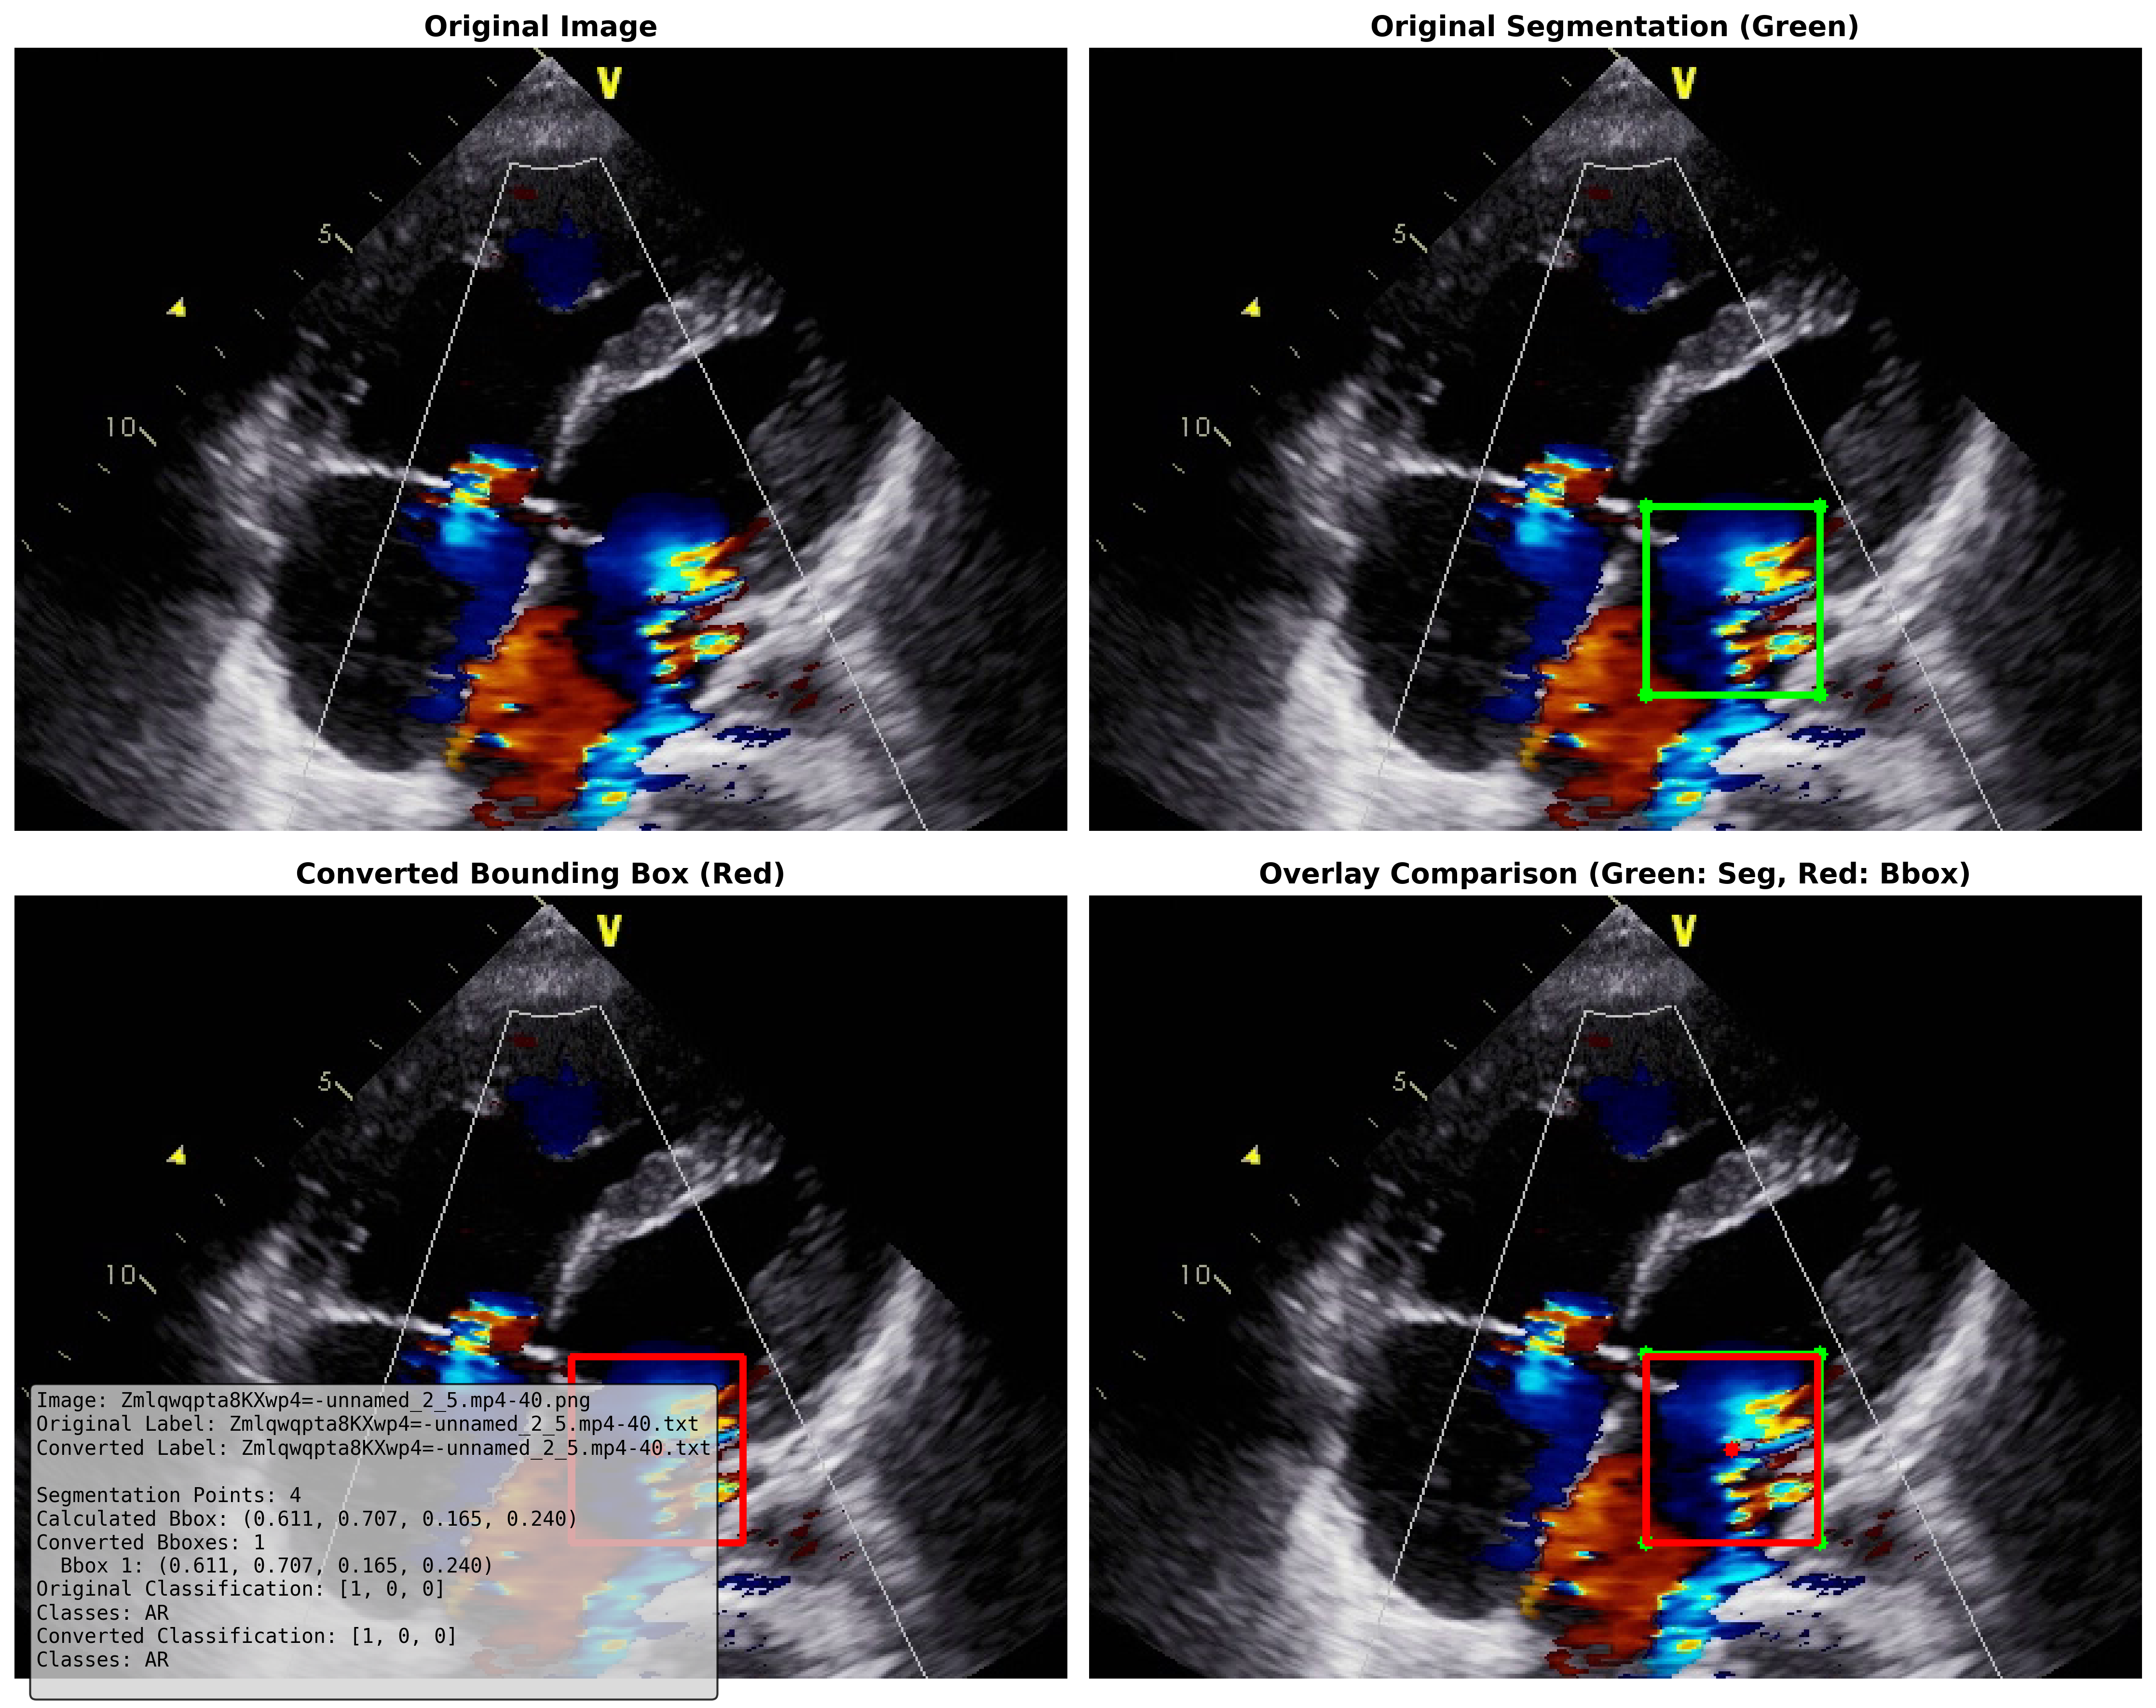 Original Image
Original Segmentation (Green)
V
5
10
V
5
10
Converted Bounding Box (Red)
Overlay Comparison (Green: Seg, Red: Bbox)
V
5
10
V
5
10
Image: Zmlqwqpta8KXwp4=-unnamed_2_5.mp4-40.png
Original Label: Zmlqwqpta8KXwp4=-unnamed_2_5.mp4-40.txt
Converted Label: Zmlqwqpta8KXwp4=-unnamed_2_5.mp4-40.txt
Segmentation Points: 4
Calculated Bbox: (0.611, 0.707, 0.165, 0.240)
Converted Bboxes: 1
Bbox 1: (0.611, 0.707, 0.165, 0.240)
Original Classification: [1, 0, 0]
Classes: AR
Converted Classification: [1, 0, 0]
Classes: AR